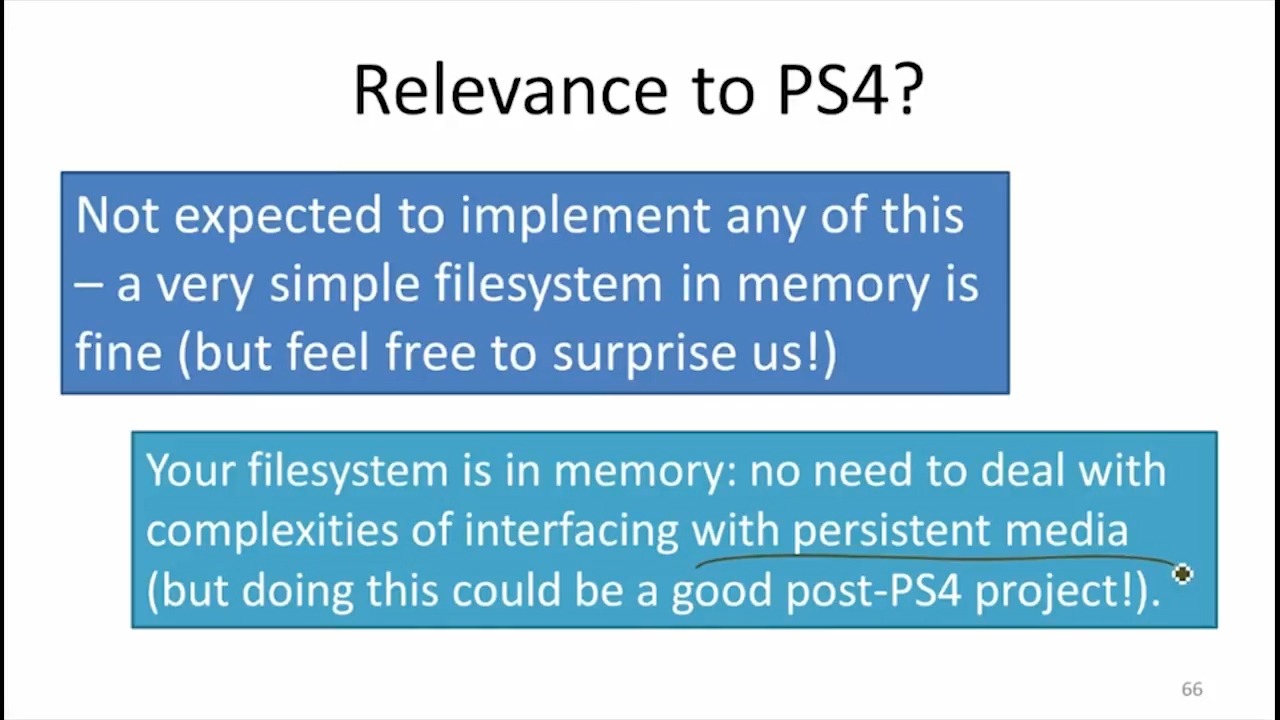 Relevance to PS4?
Not expected to implement any of this
– a very simple filesystem in memory is
fine (but feel free to surprise us!)
Your filesystem is in memory: no need to deal with
complexities of interfacing with persistent media
(but doing this could be a good post-PS4 project!).
66